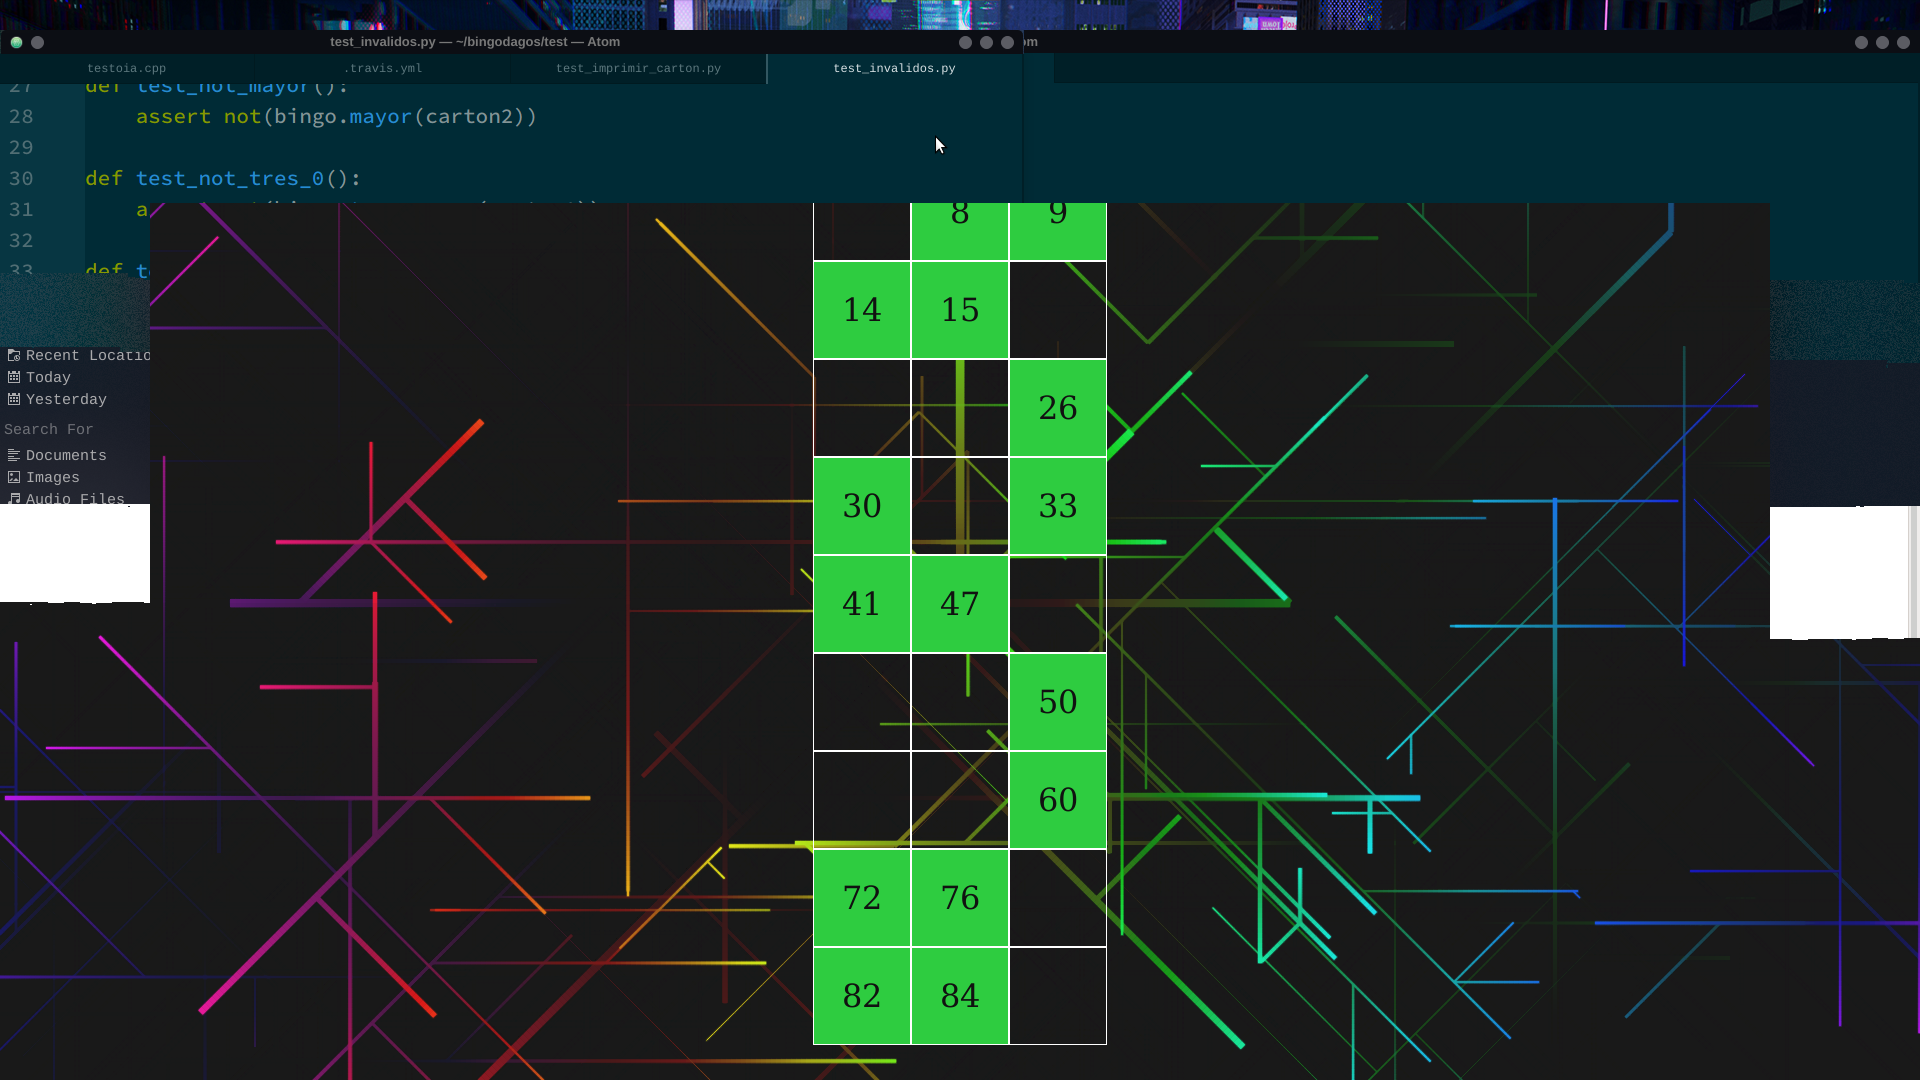 test_invalidos.py — ~/bingodagos/test — Atom
om
testoia.cpp .travis.yml test_imprimir_carton.py test_invalidos.py
27 def test_not_mayor():
28 assert not(bingo.mayor(carton2))
29
30 def test_not_tres_0():
31 a
32
33 def t
Recent Locatio
Today
Yesterday
Search For
Documents
Images
Audio Files
8 9
14 15
26
30 33
41 47
50
60
72 76
82 84